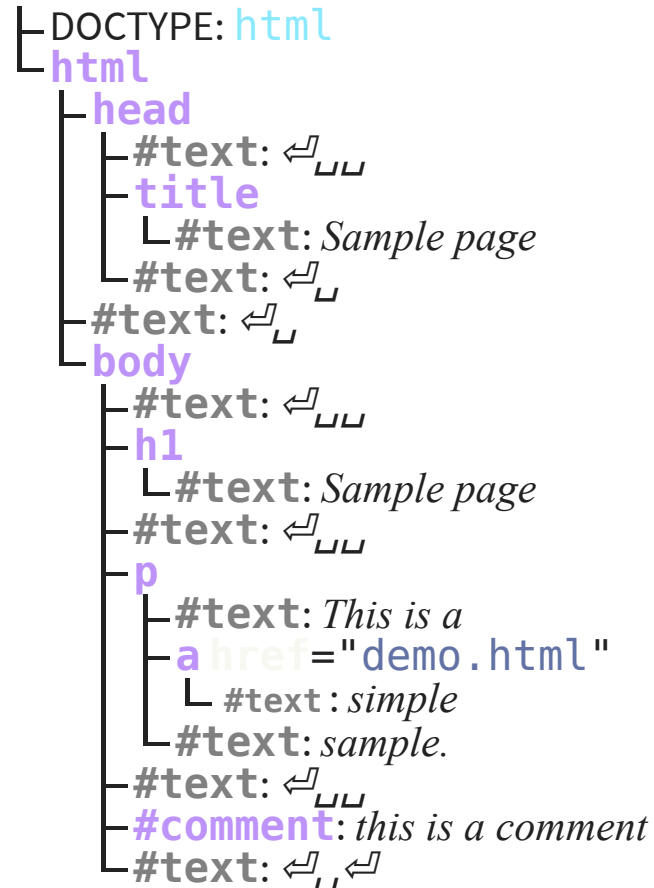 DOCTYPE: html
html
head
#text: ⏎␣␣
title
#text: Sample page
#text: ⏎␣
#text: ⏎␣
body
#text: ⏎␣␣
h1
#text: Sample page
#text: ⏎␣␣
p
#text: This is a
a href="demo.html"
#text: simple
#text: sample.
#text: ⏎␣␣
#comment: this is a comment
#text: ⏎␣⏎